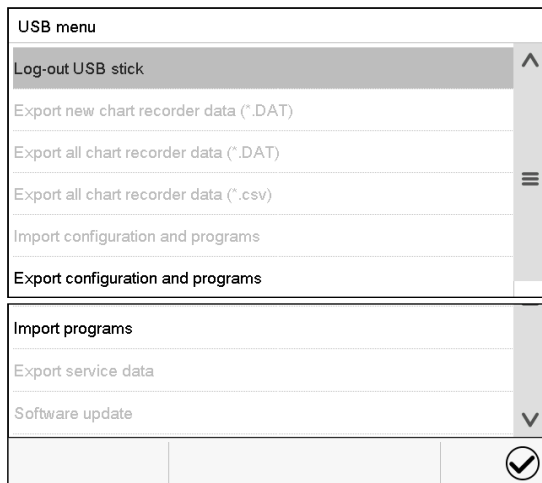 USB menu
Log-out USB stick
Export new chart recorder data (*.DAT)
Export all chart recorder data (*.DAT)
Export all chart recorder data (*.csv)
Import configuration and programs
Export configuration and programs
Import programs
Export service data
Software update